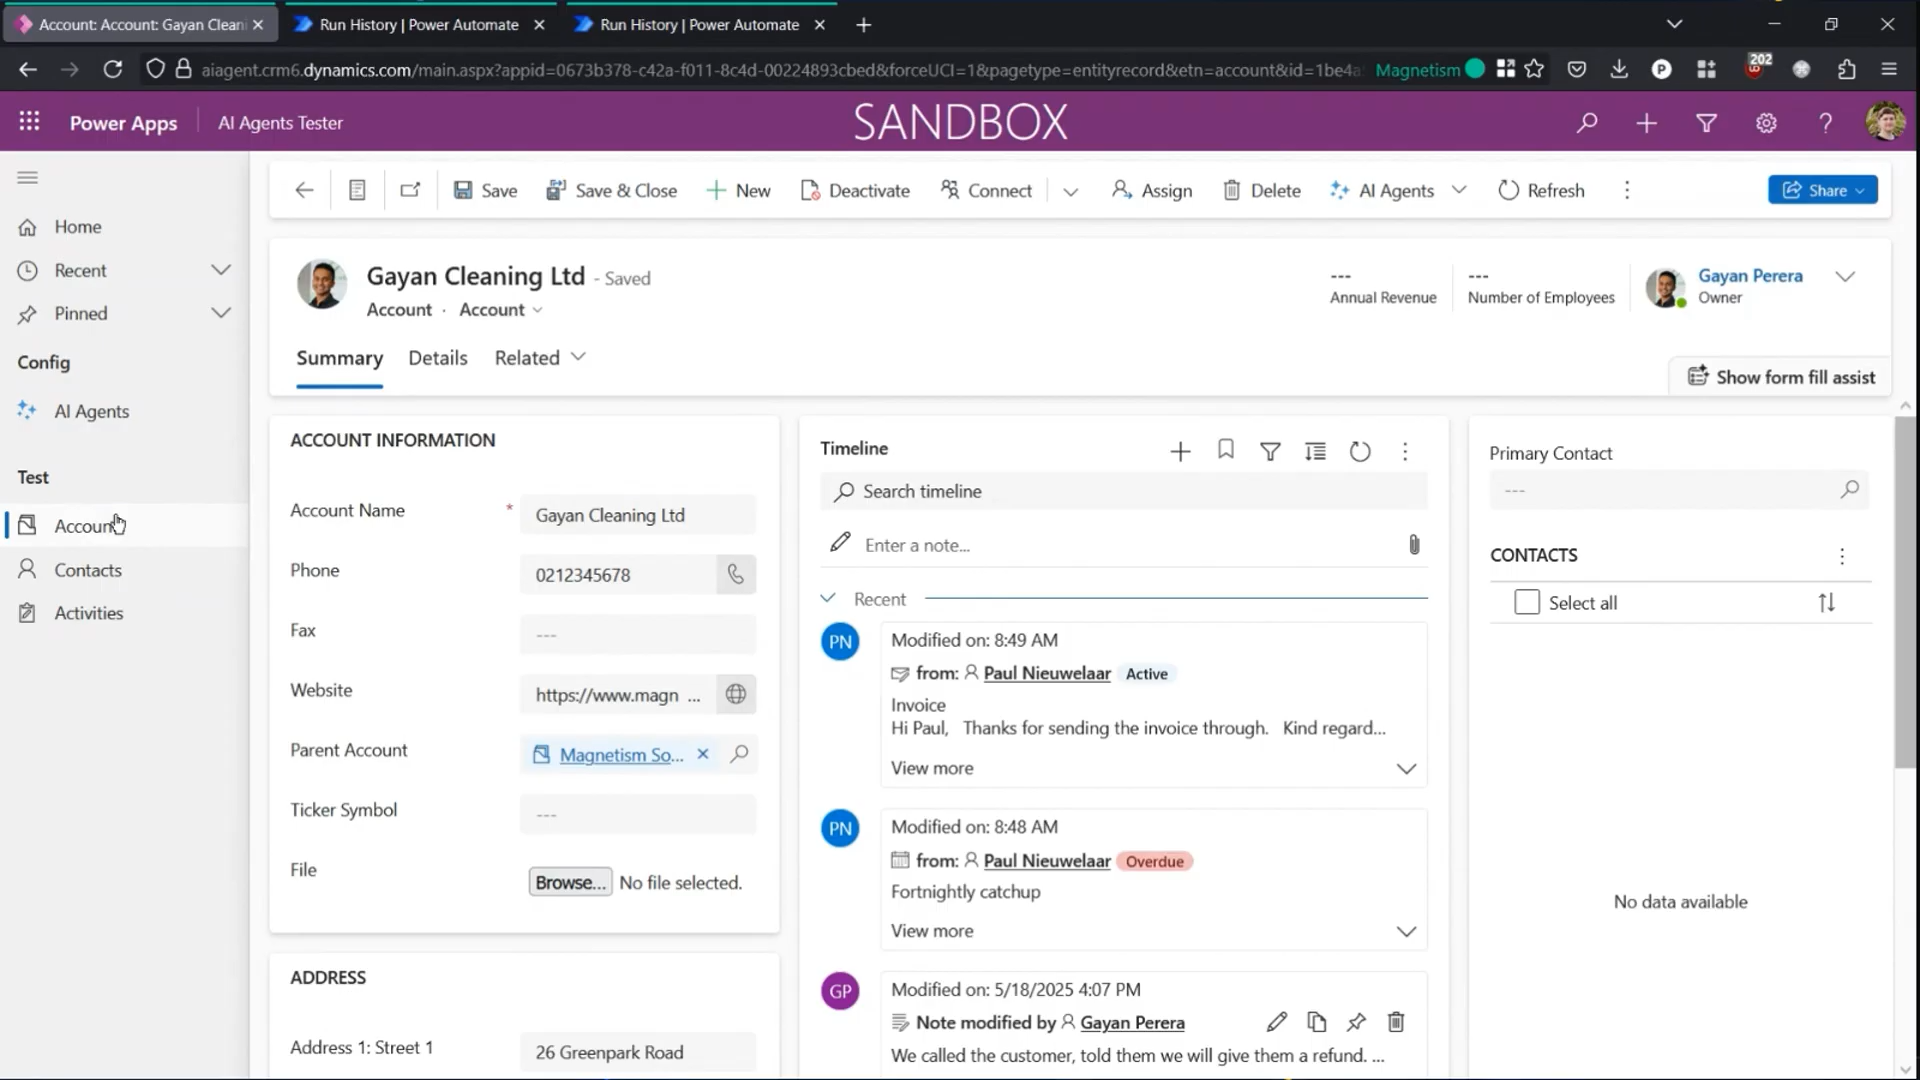 Account: Account: Gayan Cleani
Run History | Power Automate
Run History | Power Automate
aiagent.crm6.dynamics.com/main.aspx?appid=0673b378-c42a-f011-8c4d-00224893cbed&forceUCI=1&pagetype=entityrecord&etn=account&id=1be4a
Magnetism
P
202
Power Apps
AI Agents Tester
SANDBOX
Save
Save & Close
New
Deactivate
Connect
Assign
Delete
AI Agents
Refresh
Share
Home
Recent
Pinned
Config
AI Agents
Test
Accounts
Contacts
Activities
Gayan Cleaning Ltd - Saved
Account · Account
---
Annual Revenue
---
Number of Employees
Gayan Perera
Owner
Summary
Details
Related
Show form fill assist
ACCOUNT INFORMATION
Account Name * Gayan Cleaning Ltd
Phone 0212345678
Fax ---
Website https://www.magn ...
Parent Account Magnetism So...
Ticker Symbol ---
File Browse... No file selected.
ADDRESS
Address 1: Street 1 26 Greenpark Road
Timeline
Search timeline
Enter a note...
Recent
PN
Modified on: 8:49 AM
from: Paul Nieuwelaar Active
Invoice
Hi Paul, Thanks for sending the invoice through. Kind regard...
View more
PN
Modified on: 8:48 AM
from: Paul Nieuwelaar Overdue
Fortnightly catchup
View more
GP
Modified on: 5/18/2025 4:07 PM
Note modified by Gayan Perera
We called the customer, told them we will give them a refund. ...
Primary Contact
---
CONTACTS
Select all
No data available